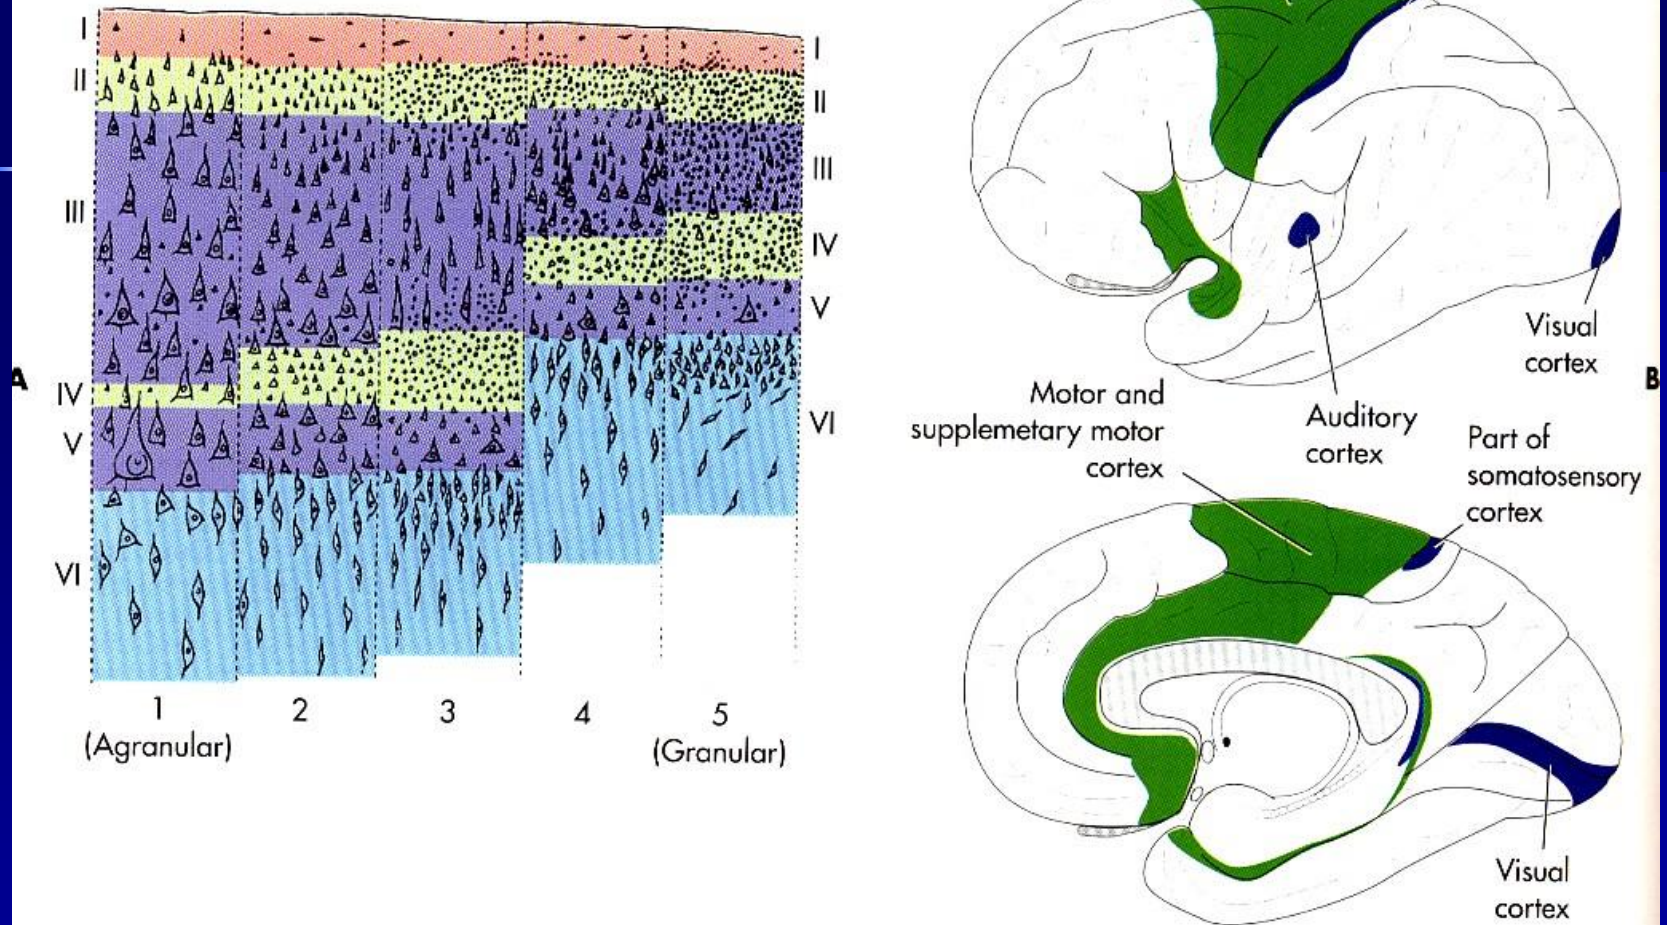 I
II
III
IV
V
VI
I
II
III
IV
V
VI
A
1
2
3
4
5
(Agranular)
(Granular)
Visual
cortex
B
Motor and
supplemetary motor
cortex
Auditory
cortex
Part of
somatosensory
cortex
Visual
cortex